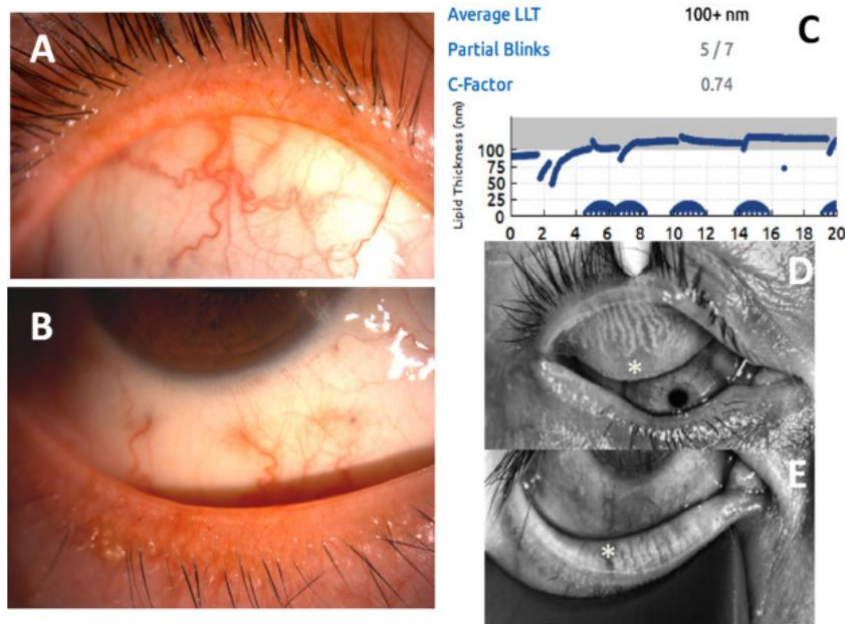 A
B
Average LLT 100+ nm
Partial Blinks 5 / 7
C-Factor 0.74
C
Lipid Thickness (nm)
100
75
50
25
0
0 2 4 6 8 10 12 14 16 18 20
D
*
E
*